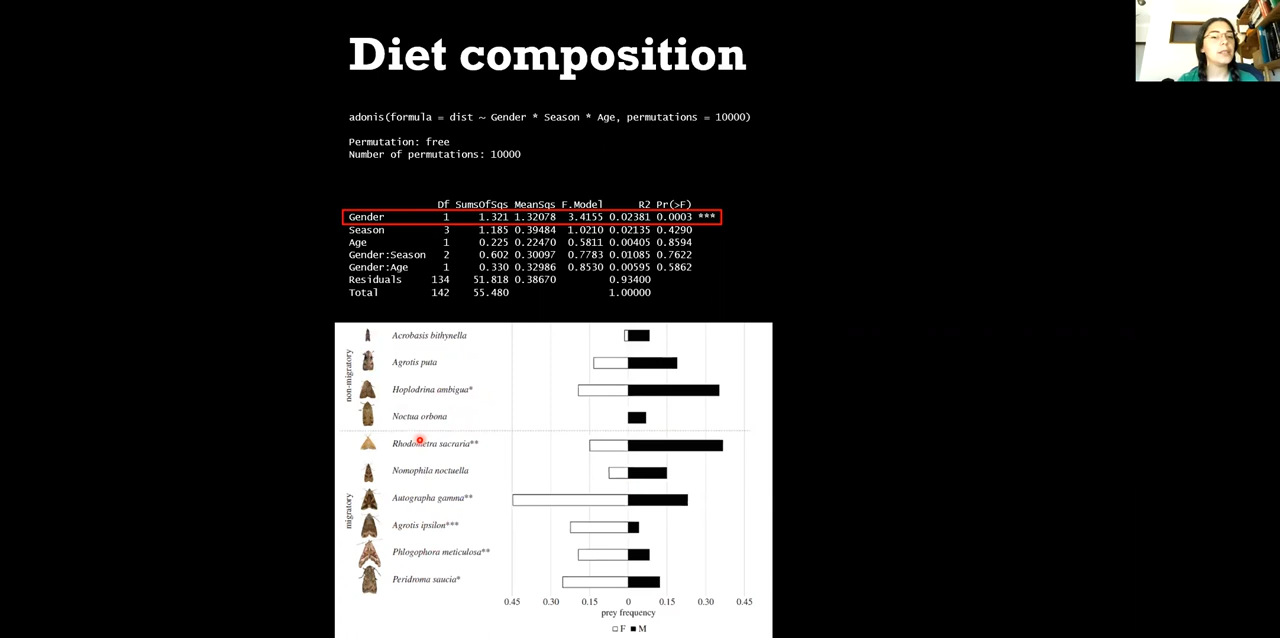 Diet composition
adonis(formula = dist ~ Gender * Season * Age, permutations = 10000)
Permutation: free
Number of permutations: 10000
Df SumsOfSqs MeanSqs F.Model R2 Pr(>F)
Gender 1 1.321 1.32078 3.4155 0.02381 0.0003 ***
Season 3 1.185 0.39484 1.0210 0.02135 0.4290
Age 1 0.225 0.22470 0.5811 0.00405 0.8594
Gender:Season 2 0.602 0.30097 0.7783 0.01085 0.7622
Gender:Age 1 0.330 0.32986 0.8530 0.00595 0.5862
Residuals 134 51.818 0.38670 0.93400
Total 142 55.480 1.00000
non-migratory
Acrobasis bithynella
Agrotis puta
Hoplodrina ambigua*
Noctua orbona
migratory
Rhodometra sacraria**
Nomophila noctuella
Autographa gamma**
Agrotis ipsilon***
Phlogophora meticulosa**
Peridroma saucia*
0.45 0.30 0.15 0 0.15 0.30 0.45
prey frequency
F M